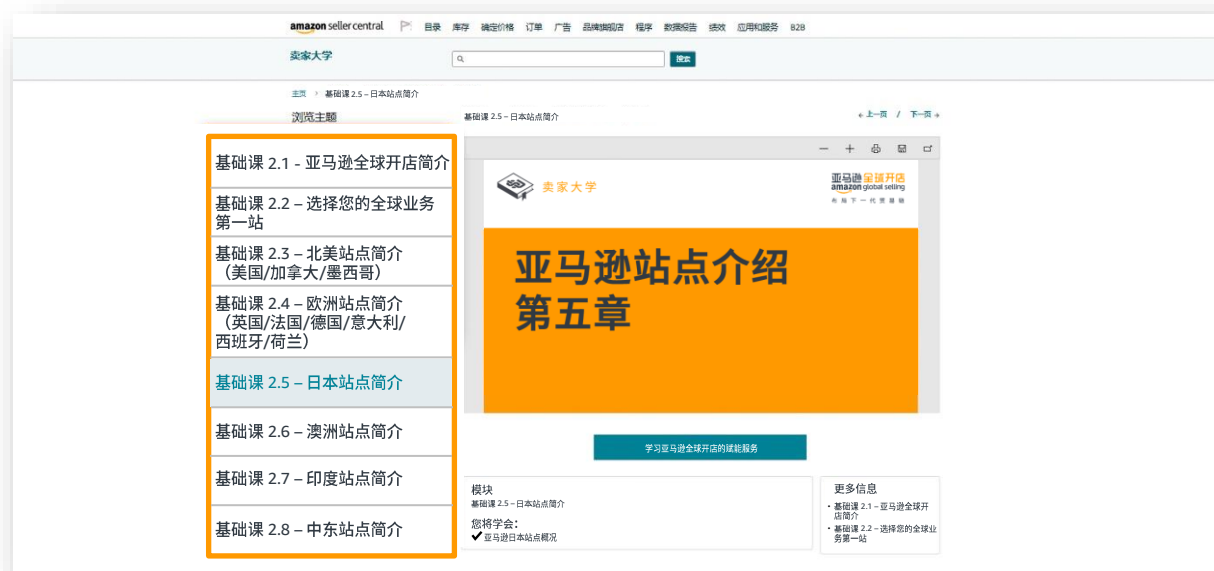 amazon seller central 目录 库存 确定价格 订单 广告 品牌旗舰店 程序 数据报告 绩效 应用和服务 B2B
卖家大学
搜索
主页 › 基础课 2.5 – 日本站点简介
浏览主题
基础课 2.5 – 日本站点简介
上一页 / 下一页
基础课 2.1 - 亚马逊全球开店简介
基础课 2.2 – 选择您的全球业务
第一站
基础课 2.3 – 北美站点简介
（美国/加拿大/墨西哥）
基础课 2.4 – 欧洲站点简介
（英国/法国/德国/意大利/
西班牙/荷兰）
基础课 2.5 – 日本站点简介
基础课 2.6 – 澳洲站点简介
基础课 2.7 – 印度站点简介
基础课 2.8 – 中东站点简介
卖家大学
亚马逊全球开店
amazon global selling
布局下一代贸易链
亚马逊站点介绍
第五章
学习亚马逊全球开店的赋能服务
模块
基础课 2.5 – 日本站点简介
您将学会：
亚马逊日本站点概况
更多信息
• 基础课 2.1 – 亚马逊全球开
店简介
• 基础课 2.2 – 选择您的全球业
务第一站